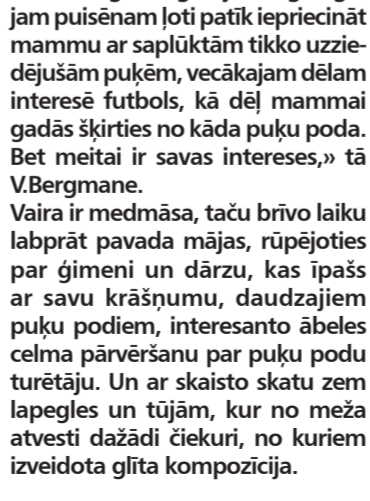 jam puisēnam ļoti patīk iepriecināt
mammu ar saplūktām tikko uzzie-
dējušām puķēm, vecākajam dēlam
interesē futbols, kā dēļ mammai
gadās šķirties no kāda puķu poda.
Bet meitai ir savas intereses,» tā
V.Bergmane.
Vaira ir medmāsa, taču brīvo laiku
labprāt pavada mājas, rūpējoties
par ģimeni un dārzu, kas īpašs
ar savu krāšņumu, daudzajiem
puķu podiem, interesanto ābeles
celma pārvēršanu par puķu podu
turētāju. Un ar skaisto skatu zem
lapegles un tūjām, kur no meža
atvesti dažādi čiekuri, no kuriem
izveidota glīta kompozīcija.